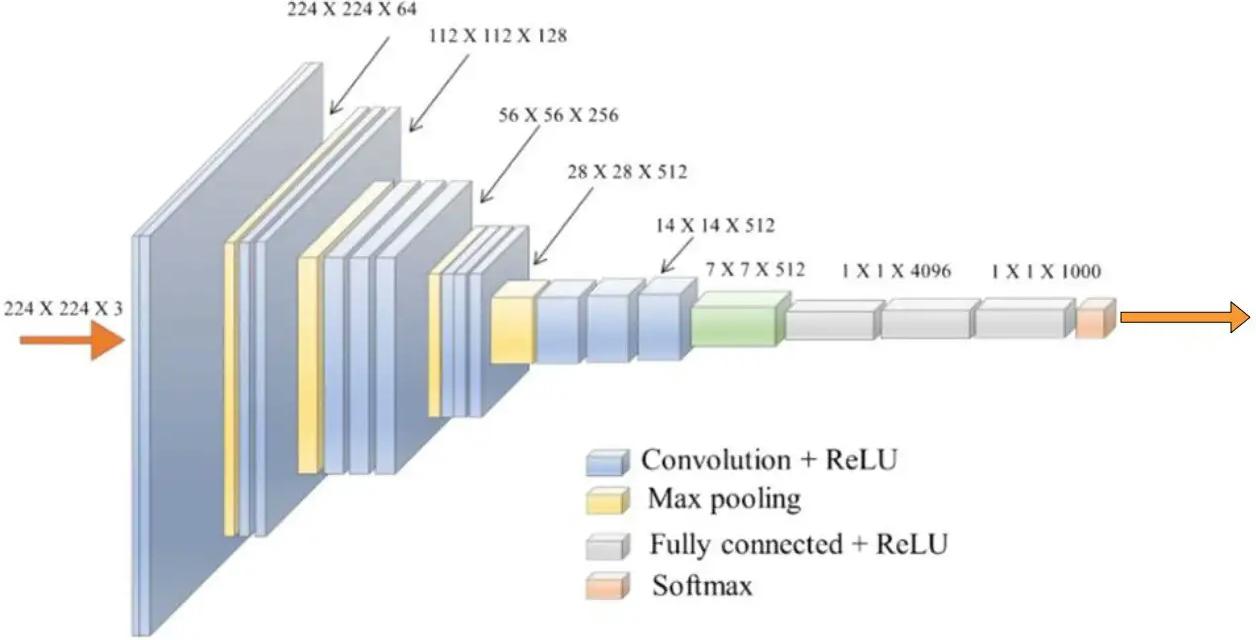 224 X 224 X 64
112 X 112 X 128
56 X 56 X 256
28 X 28 X 512
14 X 14 X 512
7 X 7 X 512
1 X 1 X 4096
1 X 1 X 1000
224 X 224 X 3
Convolution + ReLU
Max pooling
Fully connected + ReLU
Softmax